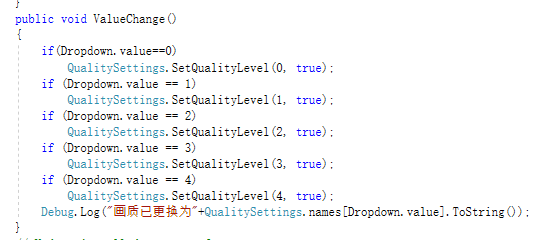 }
public void ValueChange()
{
if(Dropdown.value==0)
QualitySettings.SetQualityLevel(0, true);
if (Dropdown.value == 1)
QualitySettings.SetQualityLevel(1, true);
if (Dropdown.value == 2)
QualitySettings.SetQualityLevel(2, true);
if (Dropdown.value == 3)
QualitySettings.SetQualityLevel(3, true);
if (Dropdown.value == 4)
QualitySettings.SetQualityLevel(4, true);
Debug.Log("画质已更换为"+QualitySettings.names[Dropdown.value].ToString());
}